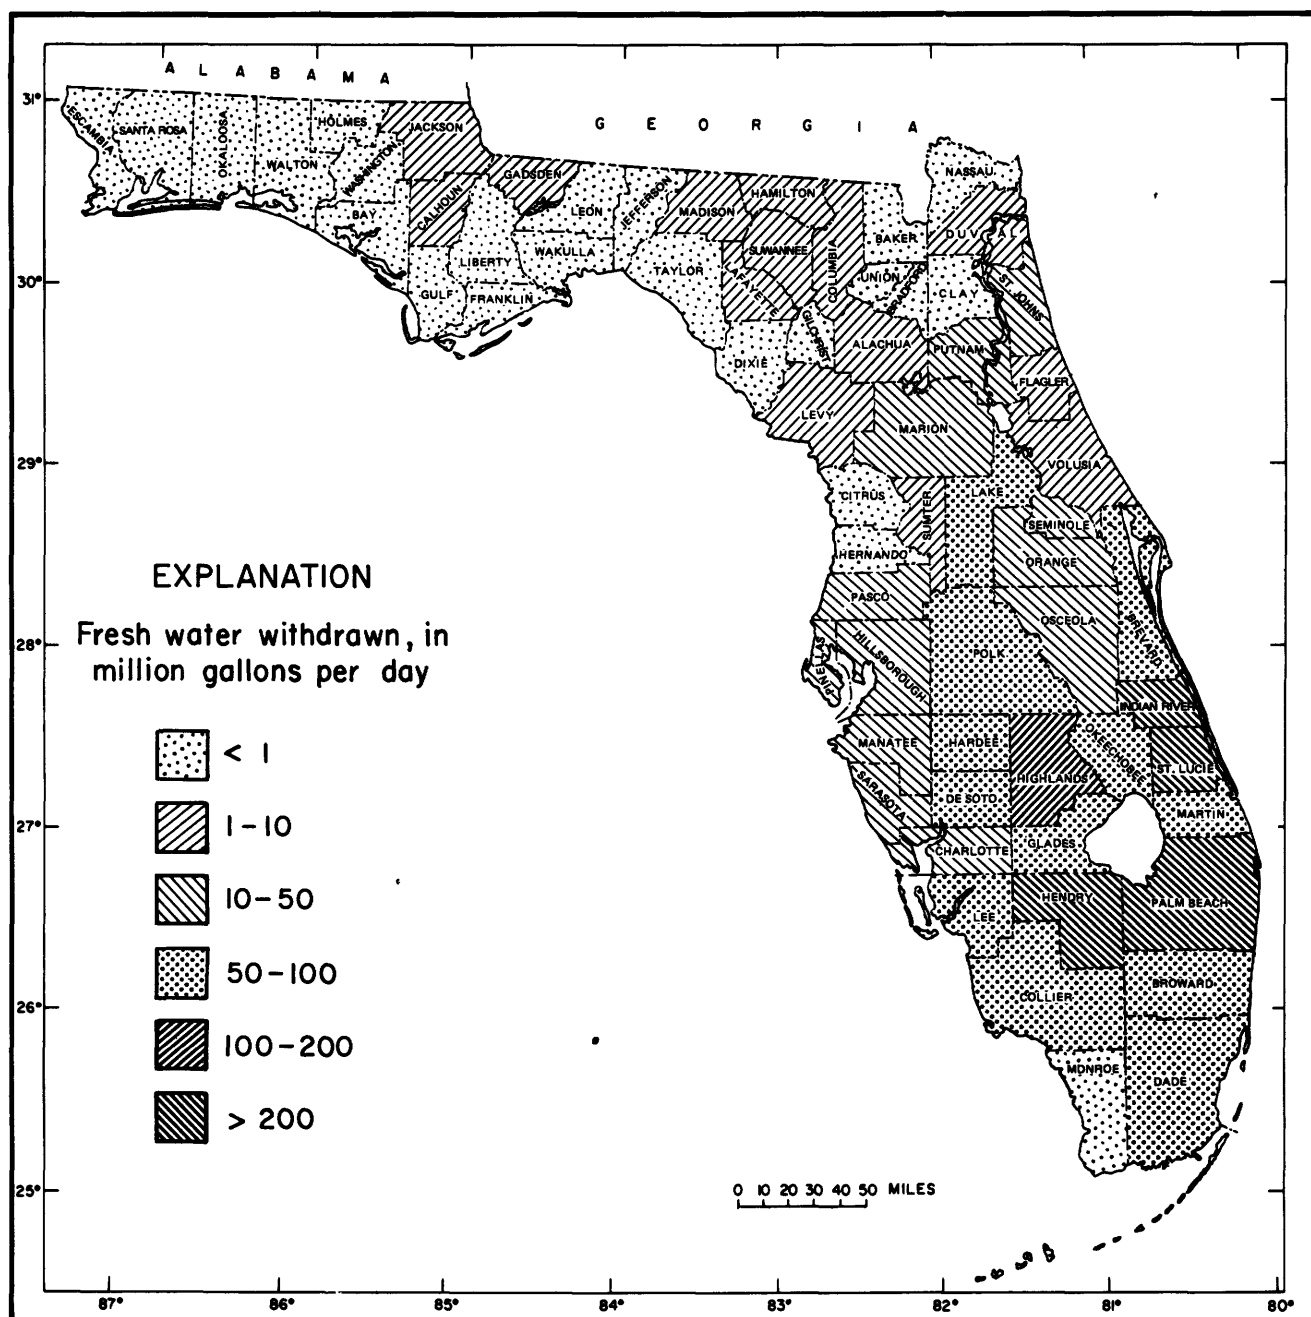 A L A B A M A
G E O R G I A
31°
30°
29°
28°
27°
26°
25°
87°
86°
85°
84°
83°
82°
81°
80°
ESCAMBIA
SANTA ROSA
OKALOOSA
WALTON
HOLMES
WASHINGTON
BAY
JACKSON
CALHOUN
GULF
LIBERTY
FRANKLIN
GADSDEN
LEON
WAKULLA
JEFFERSON
MADISON
TAYLOR
HAMILTON
SUWANNEE
LAFAYETTE
DIXIE
COLUMBIA
GILCHRIST
BAKER
UNION
BRADFORD
NASSAU
DUVAL
CLAY
ST. JOHNS
ALACHUA
PUTNAM
FLAGLER
LEVY
MARION
VOLUSIA
CITRUS
SUMTER
LAKE
SEMINOLE
HERNANDO
ORANGE
PASCO
OSCEOLA
BREVARD
PINELLAS
HILLSBOROUGH
POLK
INDIAN RIVER
MANATEE
HARDEE
HIGHLANDS
OKEECHOBEE
ST. LUCIE
SARASOTA
DE SOTO
MARTIN
CHARLOTTE
GLADES
LEE
HENDRY
PALM BEACH
COLLIER
BROWARD
MONROE
DADE
EXPLANATION
Fresh water withdrawn, in
million gallons per day
< 1
1-10
10-50
50-100
100-200
> 200
0 10 20 30 40 50 MILES